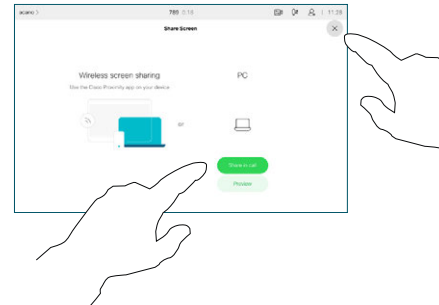 acano >
789 0:18
11:28
Share Screen
Wireless screen sharing
Use the Cisco Proximity app on your device
or
PC
Share in call
Preview